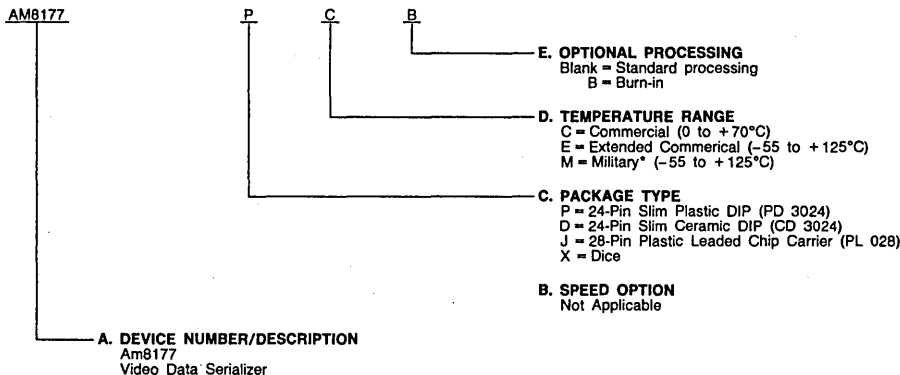 AM8177 P C B
E. OPTIONAL PROCESSING
Blank = Standard processing
B = Burn-in
D. TEMPERATURE RANGE
C = Commercial (0 to +70°C)
E = Extended Commerical (-55 to +125°C)
M = Military* (-55 to +125°C)
C. PACKAGE TYPE
P = 24-Pin Slim Plastic DIP (PD 3024)
D = 24-Pin Slim Ceramic DIP (CD 3024)
J = 28-Pin Plastic Leaded Chip Carrier (PL 028)
X = Dice
B. SPEED OPTION
Not Applicable
A. DEVICE NUMBER/DESCRIPTION
Am8177
Video Data Serializer